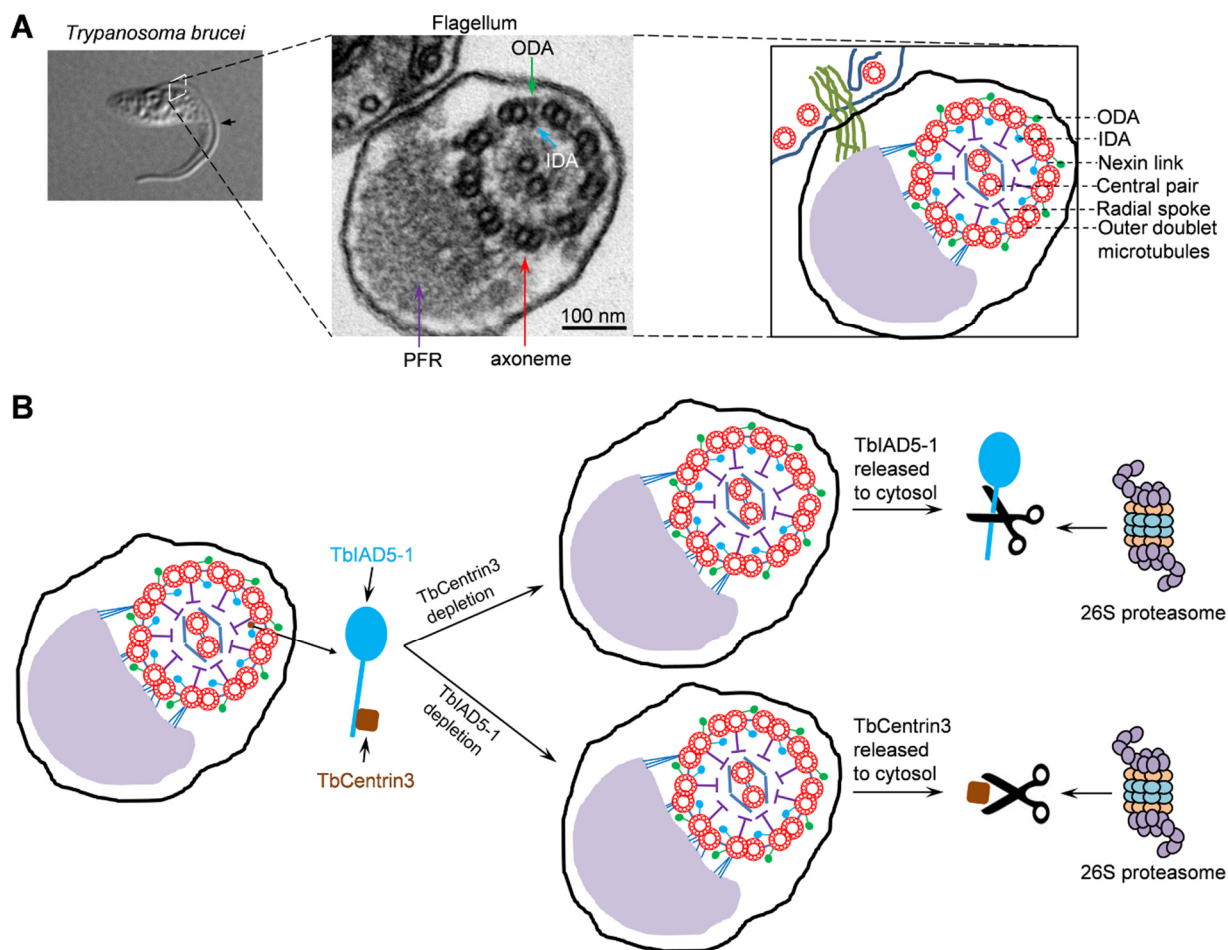 A
Trypanosoma brucei
Flagellum
ODA
IDA
100 nm
PFR
axoneme
ODA
IDA
Nexin link
Central pair
Radial spoke
Outer doublet
microtubules
B
TbIAD5-1
TbCentrin3
TbCentrin3
depletion
TbIAD5-1
depletion
TbIAD5-1
released
to cytosol
26S proteasome
TbCentrin3
released
to cytosol
26S proteasome